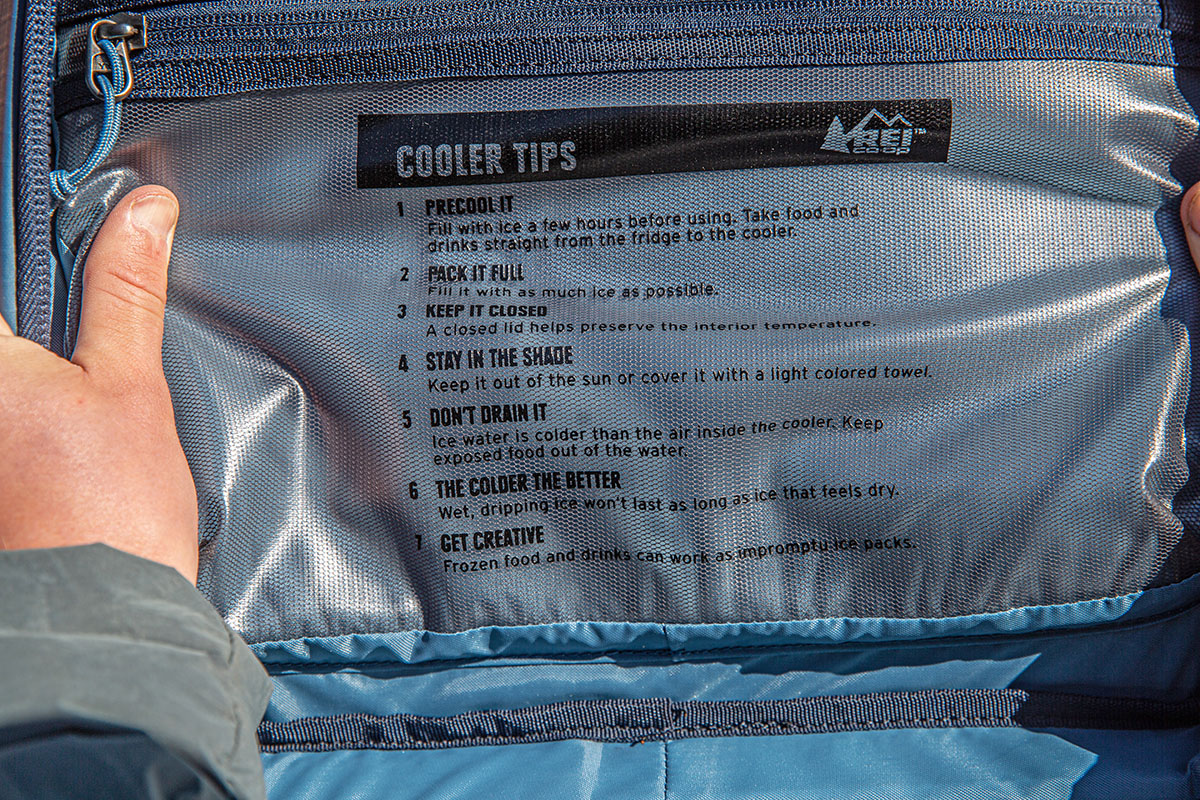 COOLER TIPS
REI
CO-OP
1 PRECOOL IT
Fill with ice a few hours before using. Take food and
drinks straight from the fridge to the cooler.
2 PACK IT FULL
Fill it with as much ice as possible.
3 KEEP IT CLOSED
A closed lid helps preserve the interior temperature.
4 STAY IN THE SHADE
Keep it out of the sun or cover it with a light colored towel.
5 DON'T DRAIN IT
Ice water is colder than the air inside the cooler. Keep
exposed food out of the water.
6 THE COLDER THE BETTER
Wet, dripping ice won't last as long as ice that feels dry.
7 GET CREATIVE
Frozen food and drinks can work as impromptu ice packs.